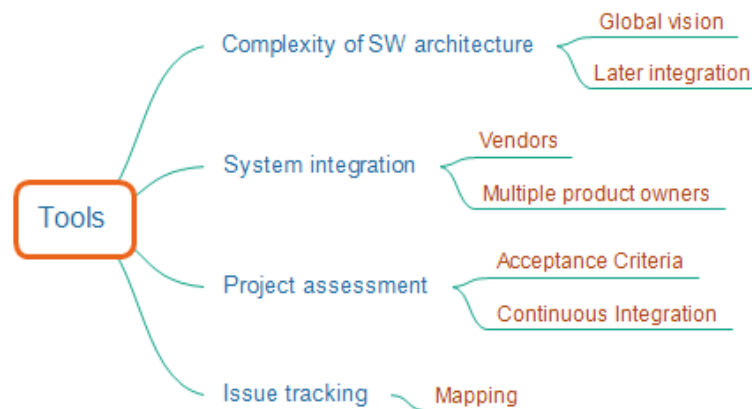 Tools
Complexity of SW architecture
Global vision
Later integration
System integration
Vendors
Multiple product owners
Project assessment
Acceptance Criteria
Continuous Integration
Issue tracking
Mapping